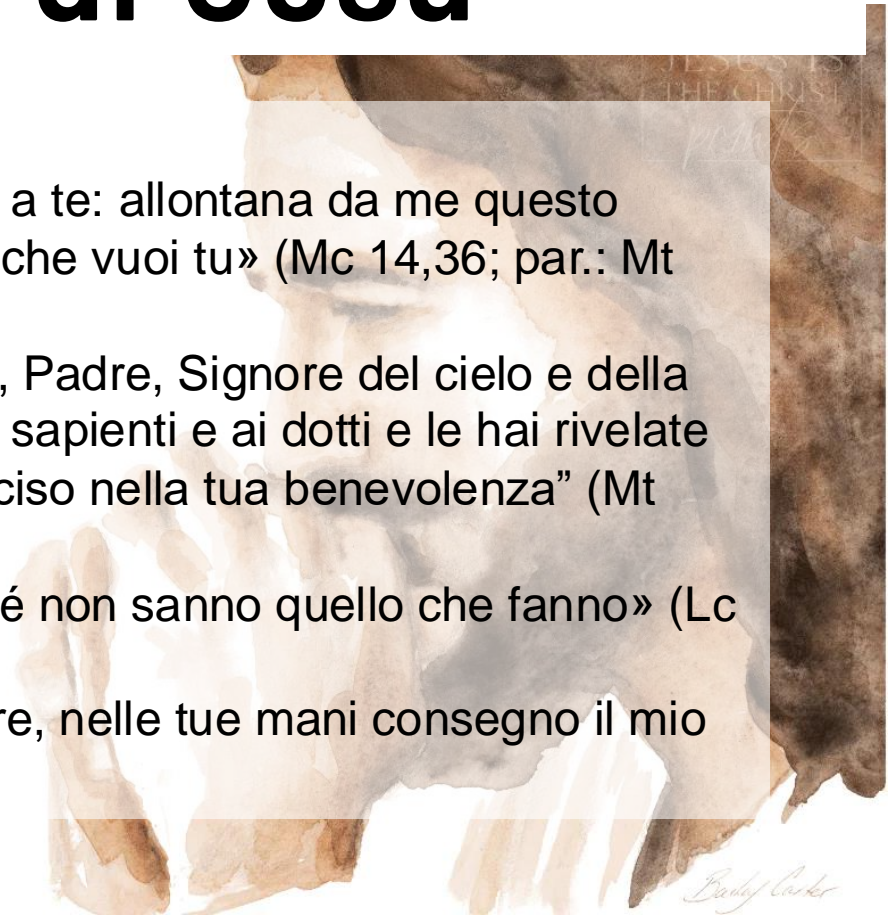 di Gesù
JESUS IS
THE CHRIST
a te: allontana da me questo
che vuoi tu» (Mc 14,36; par.: Mt
, Padre, Signore del cielo e della
sapienti e ai dotti e le hai rivelate
ciso nella tua benevolenza” (Mt
é non sanno quello che fanno» (Lc
re, nelle tue mani consegno il mio